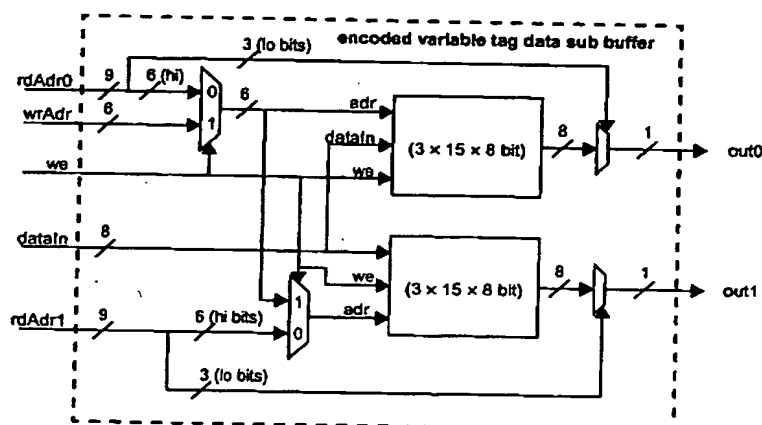 encoded variable tag data sub buffer
3 (lo bits)
rdAdr0 9 6 (hi) 0 6 adr
wrAdr 6 1 dataIn (3 × 15 × 8 bit) 8 1 out0
we we
dataIn 8
we (3 × 15 × 8 bit) 8 1 out1
1 adr
rdAdr1 9 6 (hi bits) 0
3 (lo bits)